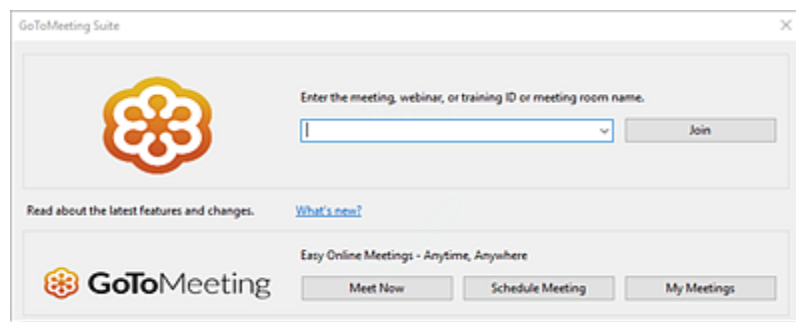 GoToMeeting Suite
Enter the meeting, webinar, or training ID or meeting room name.
Join
Read about the latest features and changes. What's new?
Easy Online Meetings - Anytime, Anywhere
GoToMeeting
Meet Now Schedule Meeting My Meetings